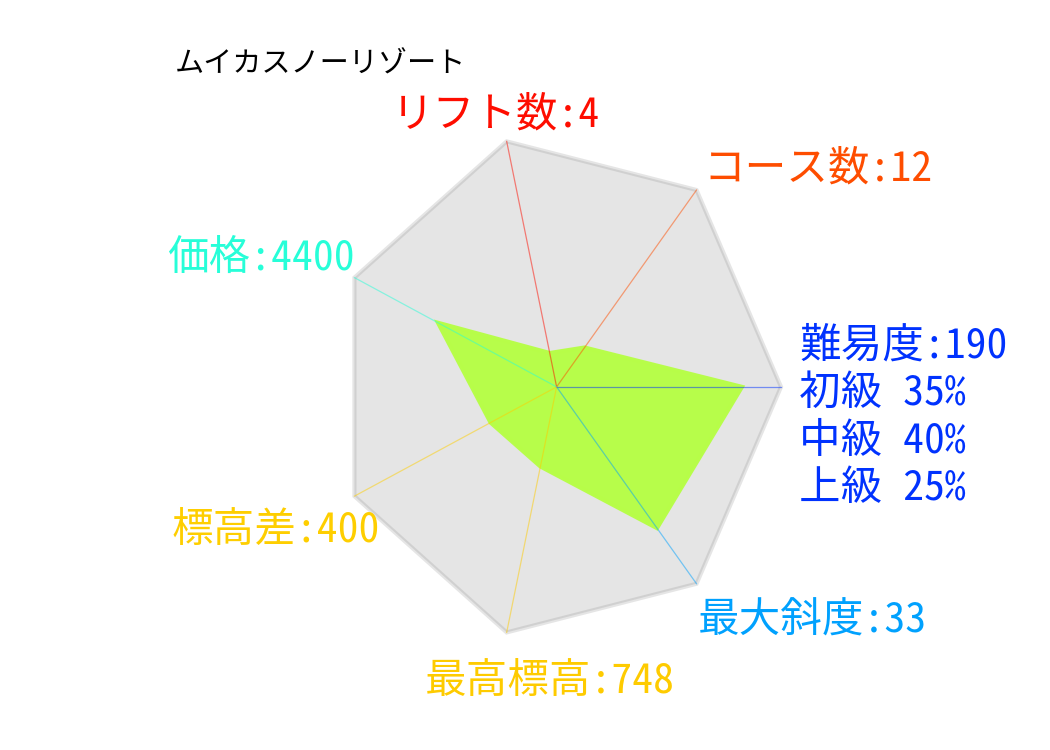 ムイカスノーリゾート
リフト数:4
コース数:12
価格:4400
難易度:190
初級 35%
中級 40%
上級 25%
標高差:400
最大斜度:33
最高標高:748